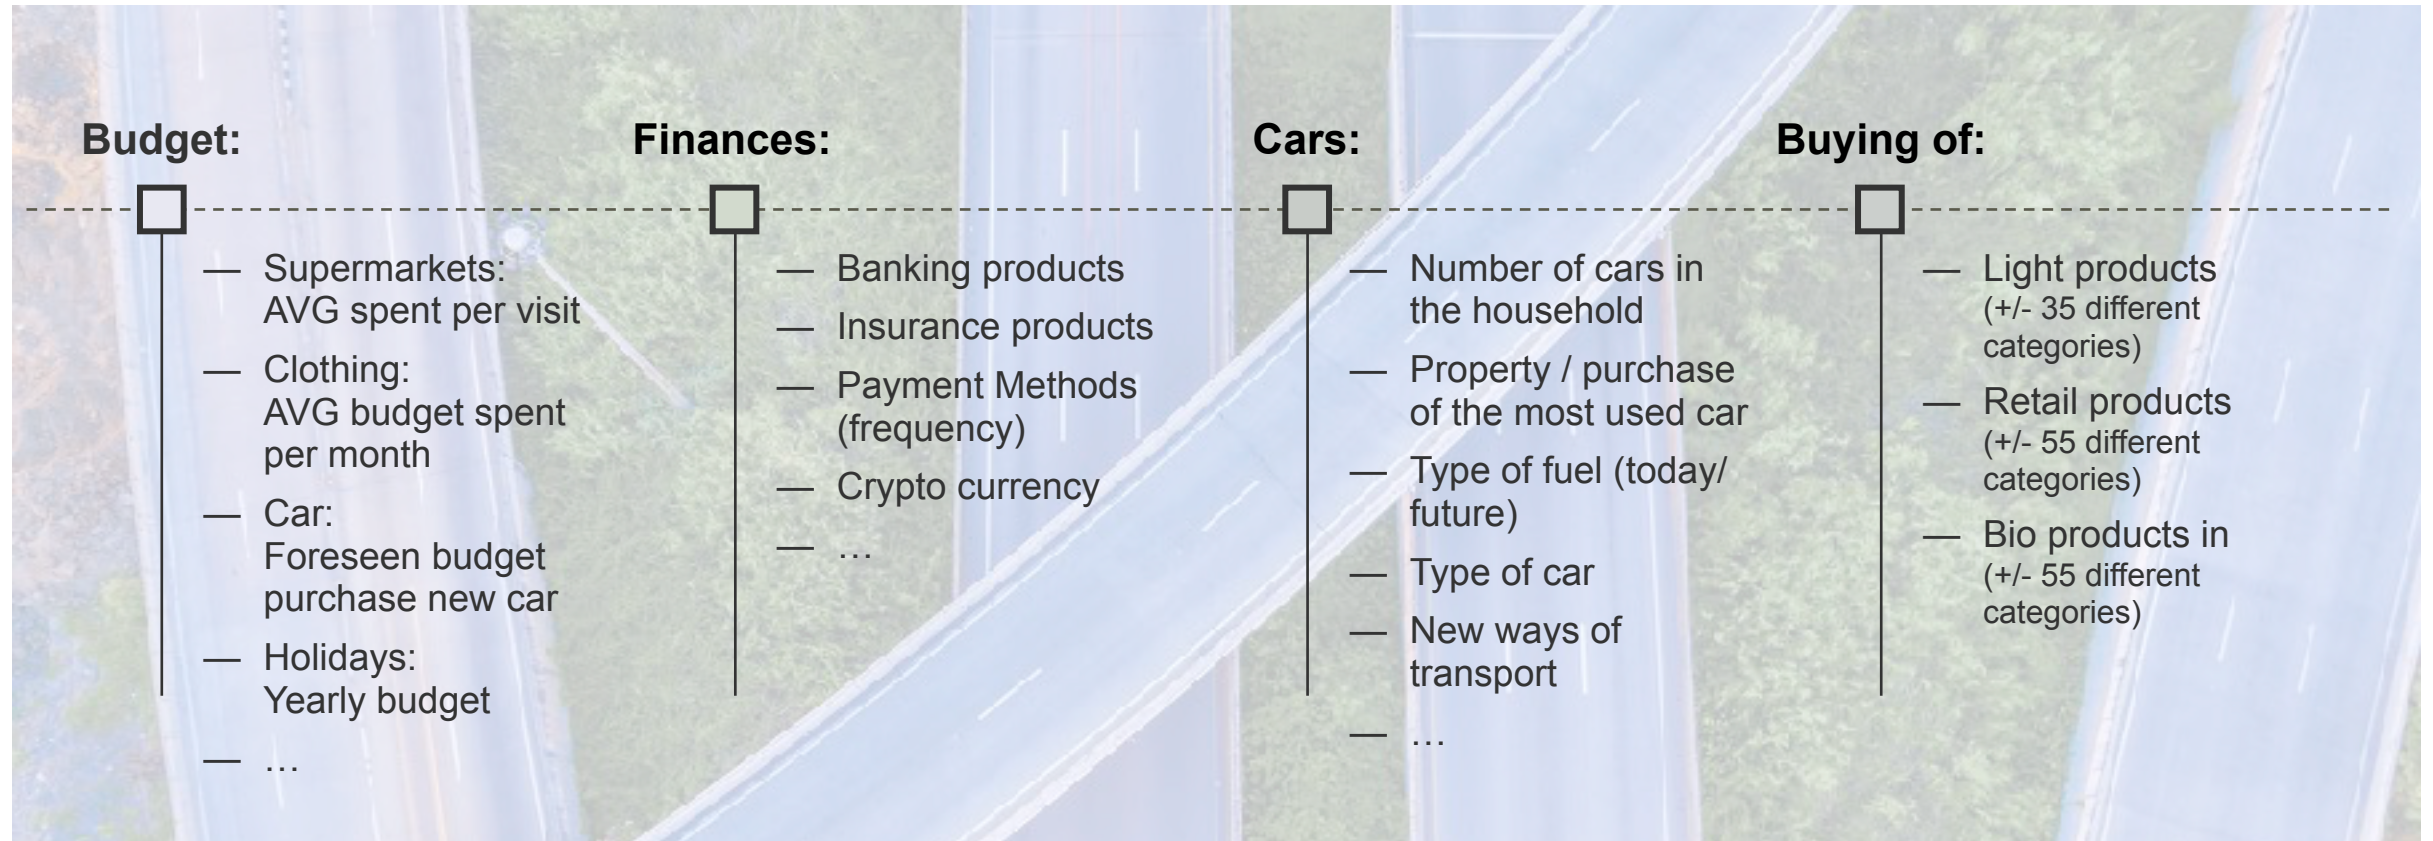 Budget:
— Supermarkets:
AVG spent per visit
— Clothing:
AVG budget spent
per month
— Car:
Foreseen budget
purchase new car
— Holidays:
Yearly budget
— …
Finances:
— Banking products
— Insurance products
— Payment Methods
(frequency)
— Crypto currency
— …
Cars:
— Number of cars in
the household
— Property / purchase
of the most used car
— Type of fuel (today/
future)
— Type of car
— New ways of
transport
— …
Buying of:
— Light products
(+/- 35 different
categories)
— Retail products
(+/- 55 different
categories)
— Bio products in
(+/- 55 different
categories)